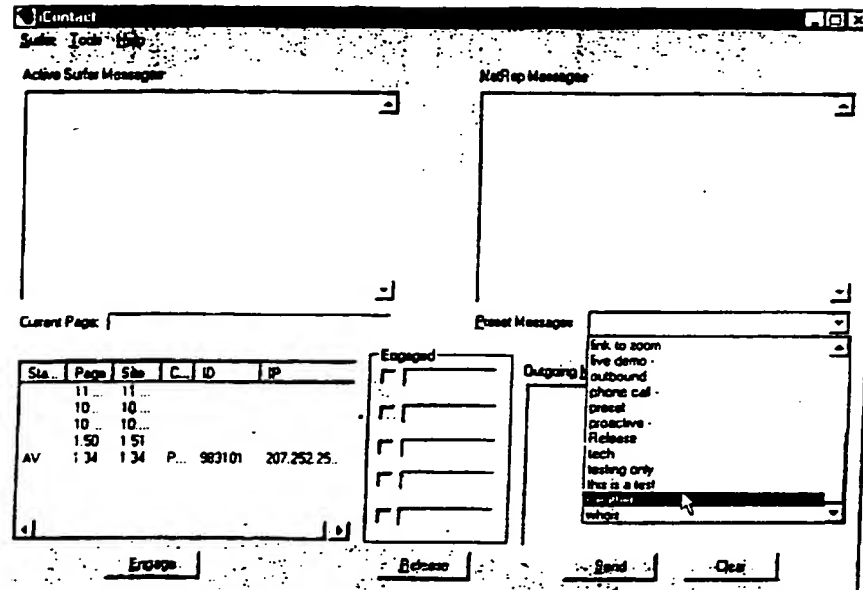 iContact
Surfer Tools Help
Active Surfer Messages
NetRep Messages
Current Page:
Preset Messages
link to zoom
live demo -
outbound
phone call -
preset
proactive -
Release
tech
testing only
this is a test
whois
Engaged
Outgoing
Sta... Page Site C... ID IP
11 ... 11 ...
10 ... 10 ...
10 ... 10 ...
1:50 1:51
AV 1:34 1:34 P... 983101 207.252.25..
Engage
Release
Send
Clear